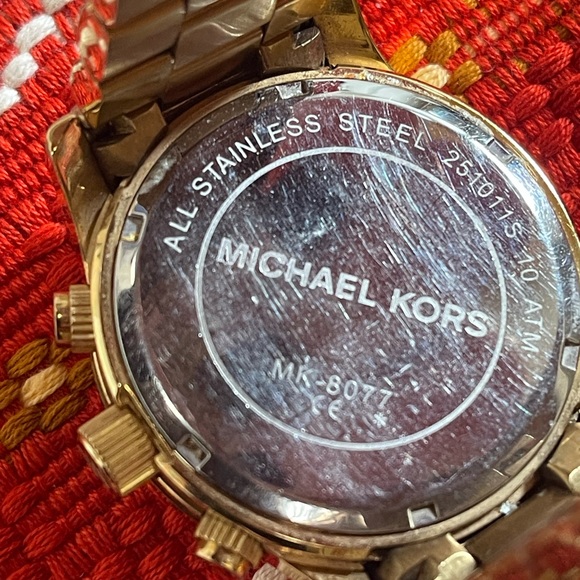 ALL STAINLESS STEEL 251011S 10 ATM
MICHAEL KORS
MK-8077
CE